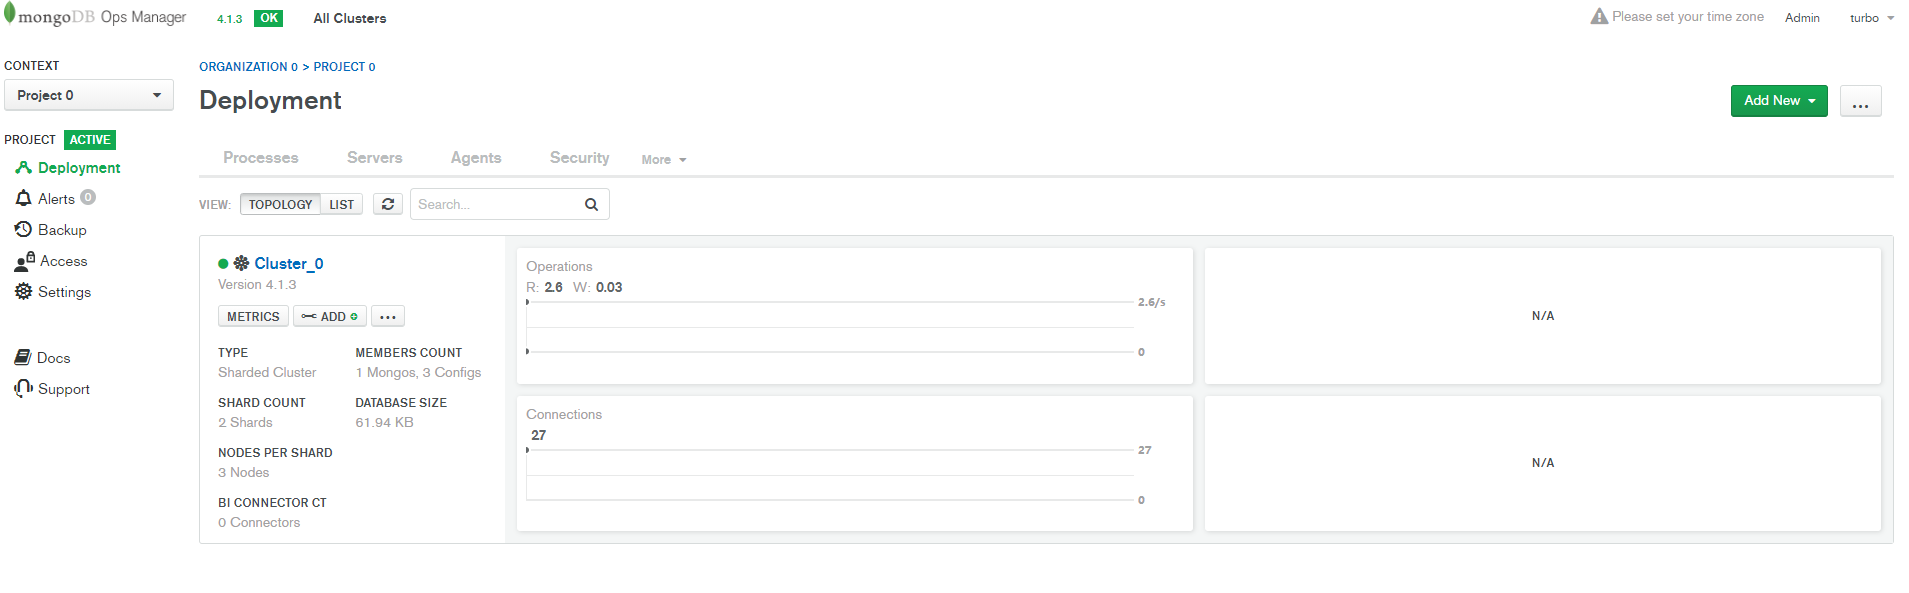 mongoDB Ops Manager 4.1.3 OK All Clusters Please set your time zone Admin turbo
CONTEXT
Project 0
PROJECT ACTIVE
Deployment
Alerts 0
Backup
Access
Settings
Docs
Support
ORGANIZATION 0 > PROJECT 0
Deployment
Add New ...
Processes Servers Agents Security More
VIEW: TOPOLOGY LIST Search...
Cluster_0
Version 4.1.3
METRICS ADD ...
TYPE MEMBERS COUNT
Sharded Cluster 1 Mongos, 3 Configs
SHARD COUNT DATABASE SIZE
2 Shards 61.94 KB
NODES PER SHARD
3 Nodes
BI CONNECTOR CT
0 Connectors
Operations
R: 2.6 W: 0.03
2.6/s
0
N/A
Connections
27
27
0
N/A